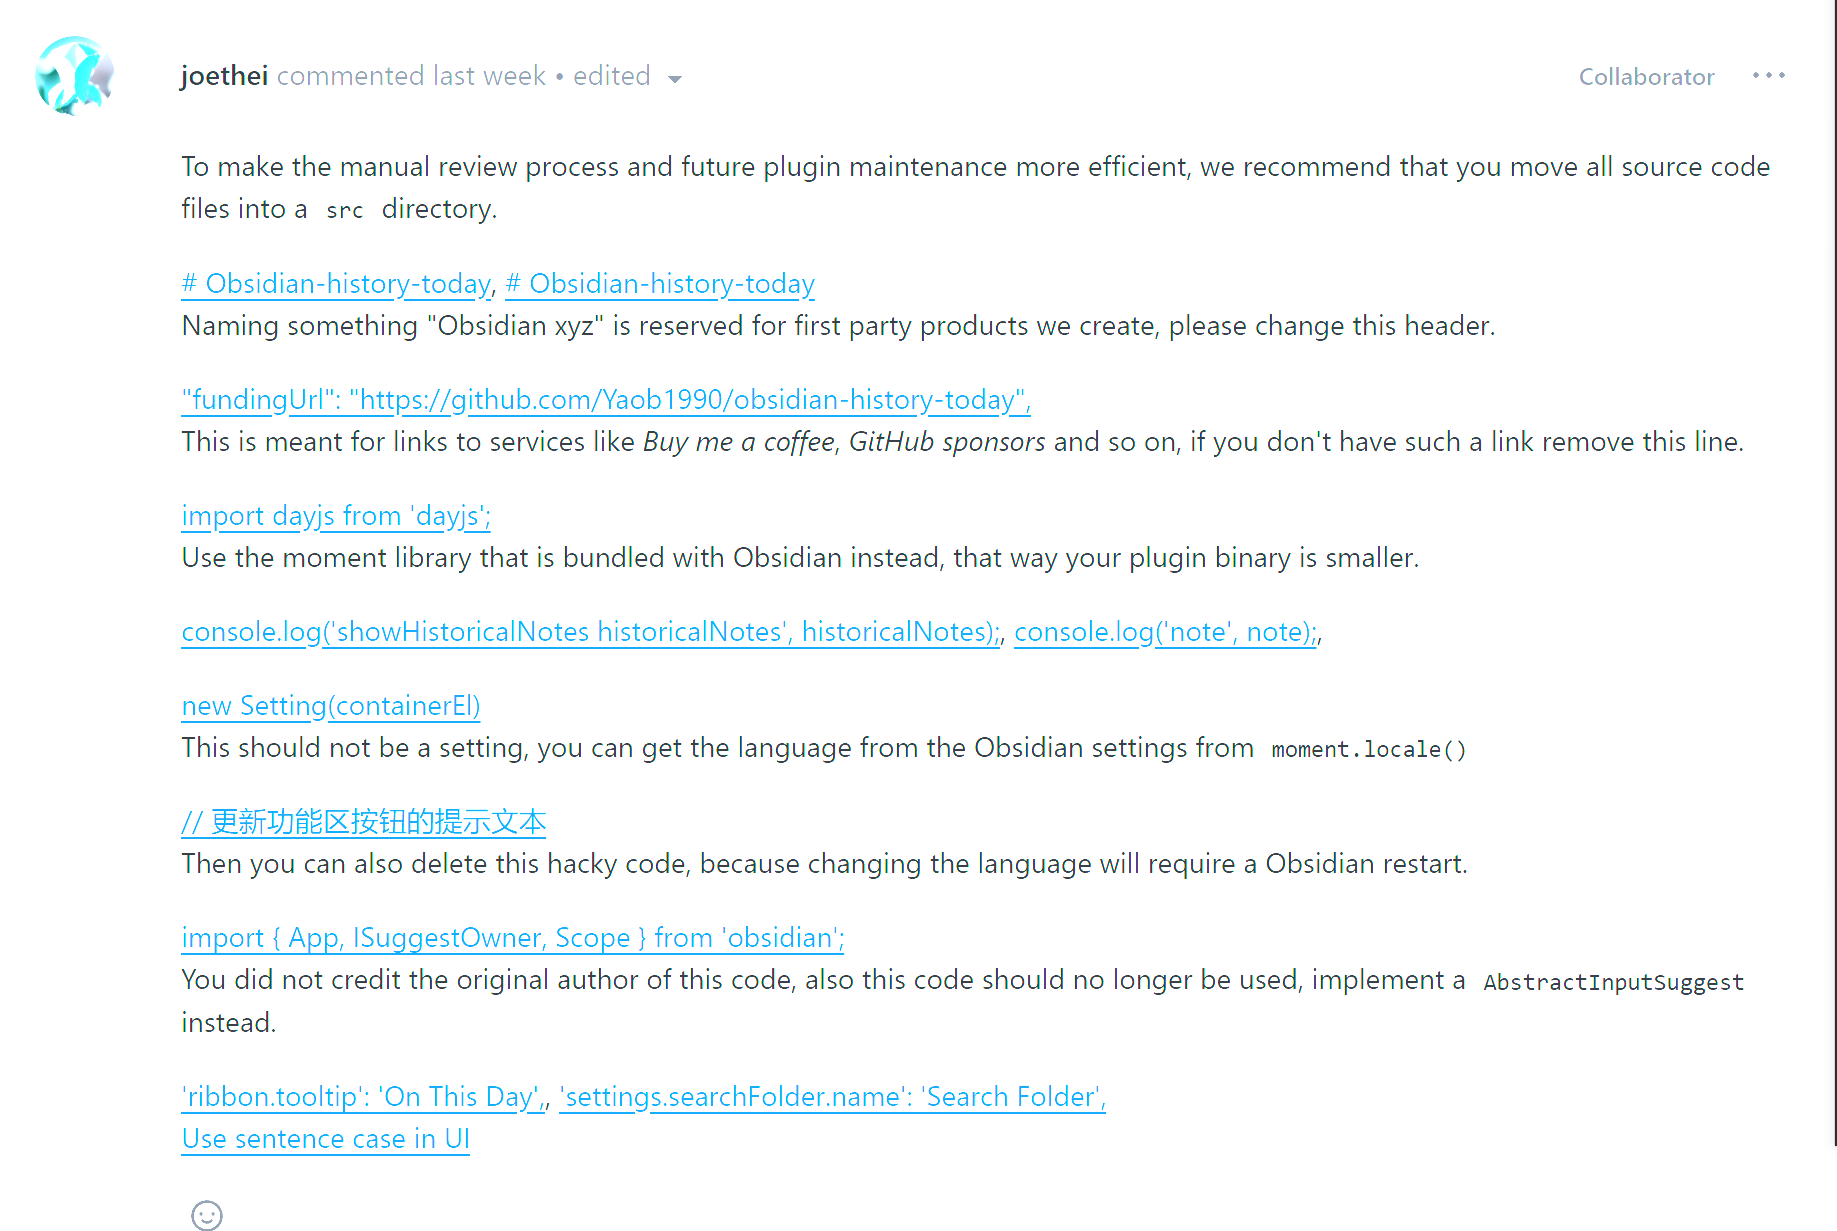 joethei commented last week • edited
Collaborator
To make the manual review process and future plugin maintenance more efficient, we recommend that you move all source code
files into a src directory.
# Obsidian-history-today, # Obsidian-history-today
Naming something "Obsidian xyz" is reserved for first party products we create, please change this header.
"fundingUrl": "https://github.com/Yaob1990/obsidian-history-today",
This is meant for links to services like Buy me a coffee, GitHub sponsors and so on, if you don't have such a link remove this line.
import dayjs from 'dayjs';
Use the moment library that is bundled with Obsidian instead, that way your plugin binary is smaller.
console.log('showHistoricalNotes historicalNotes', historicalNotes);, console.log('note', note);,
new Setting(containerEl)
This should not be a setting, you can get the language from the Obsidian settings from moment.locale()
// 更新功能区按钮的提示文本
Then you can also delete this hacky code, because changing the language will require a Obsidian restart.
import { App, ISuggestOwner, Scope } from 'obsidian';
You did not credit the original author of this code, also this code should no longer be used, implement a AbstractInputSuggest
instead.
'ribbon.tooltip': 'On This Day',, 'settings.searchFolder.name': 'Search Folder',
Use sentence case in UI